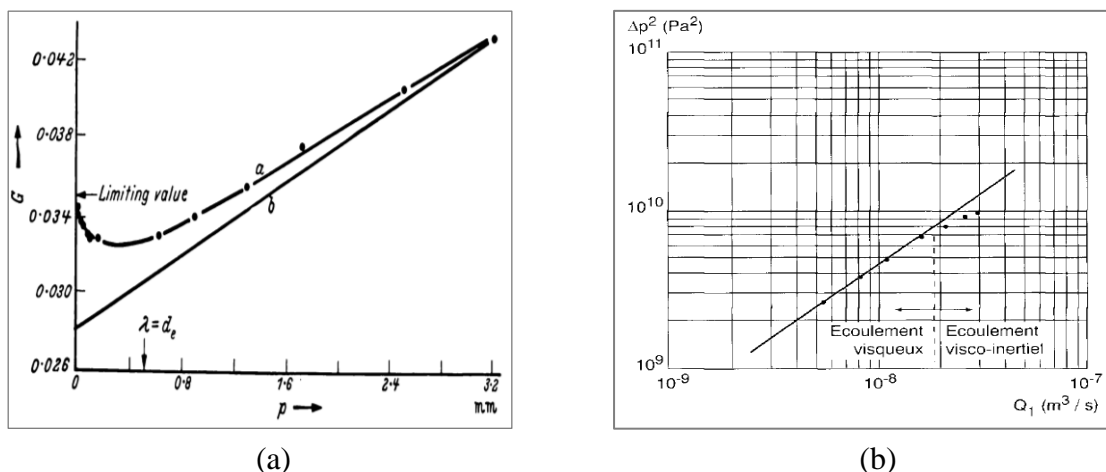 0·042
0·038
0·034
0·030
0·026
G
Limiting value
a
b
λ=dₑ
0
0·8
1·6
2·4
3·2
p
mm
(a)
Δp² (Pa²)
10¹¹
10¹⁰
10⁹
Ecoulement
visqueux
Ecoulement
visco-inertiel
10⁻⁹
10⁻⁸
10⁻⁷
Q₁ (m³ / s)
(b)